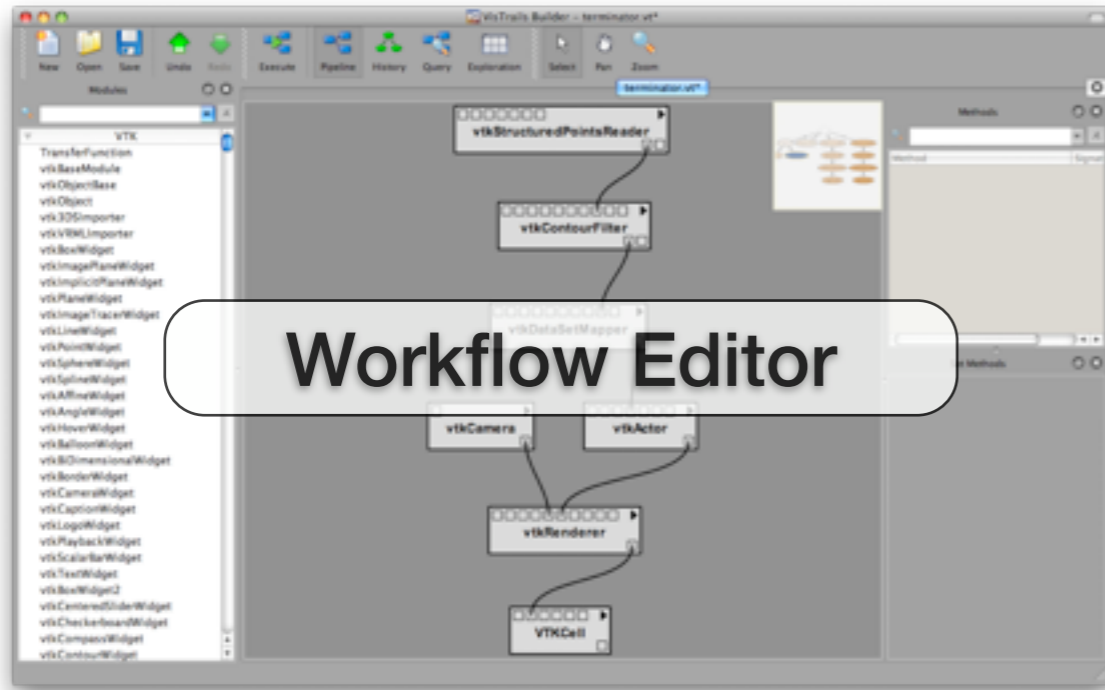 VisTrails Builder - terminator.vt*
New Open Save Undo Redo Execute Pipeline History Query Exploration Select Pan Zoom
Modules
terminator.vt*
Methods
VTK
Method Signat
TransferFunction
vtkBaseModule
vtkObjectBase
vtkObject
vtk3DSImporter
vtkVRMLImporter
vtkBoxWidget
vtkImagePlaneWidget
vtkImplicitPlaneWidget
vtkPlaneWidget
vtkImageTracerWidget
vtkLineWidget
vtkPointWidget
vtkSphereWidget
vtkSplineWidget
vtkAffineWidget
vtkAngleWidget
vtkHoverWidget
vtkBalloonWidget
vtkBiDimensionalWidget
vtkBorderWidget
vtkCameraWidget
vtkCaptionWidget
vtkLogoWidget
vtkPlaybackWidget
vtkScalarBarWidget
vtkTextWidget
vtkBoxWidget2
vtkCenteredSliderWidget
vtkCheckerboardWidget
vtkCompassWidget
vtkContourWidget
vtkStructuredPointsReader
vtkContourFilter
vtkDataSetMapper
Workflow Editor
Methods
vtkCamera
vtkActor
vtkRenderer
VTKCell